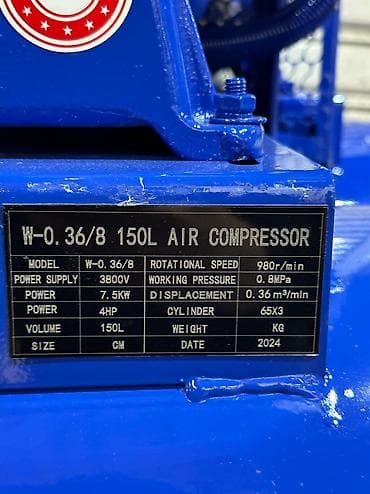 W-0.36/8 150L AIR COMPRESSOR
MODEL W-0.36/8 ROTATIONAL SPEED 980r/min
POWER SUPPLY 3800V WORKING PRESSURE 0.8MPa
POWER 7.5KW DISPLACEMENT 0.36m³/min
POWER 4HP CYLINDER 65X3
VOLUME 150L WEIGHT KG
SIZE CM DATE 2024